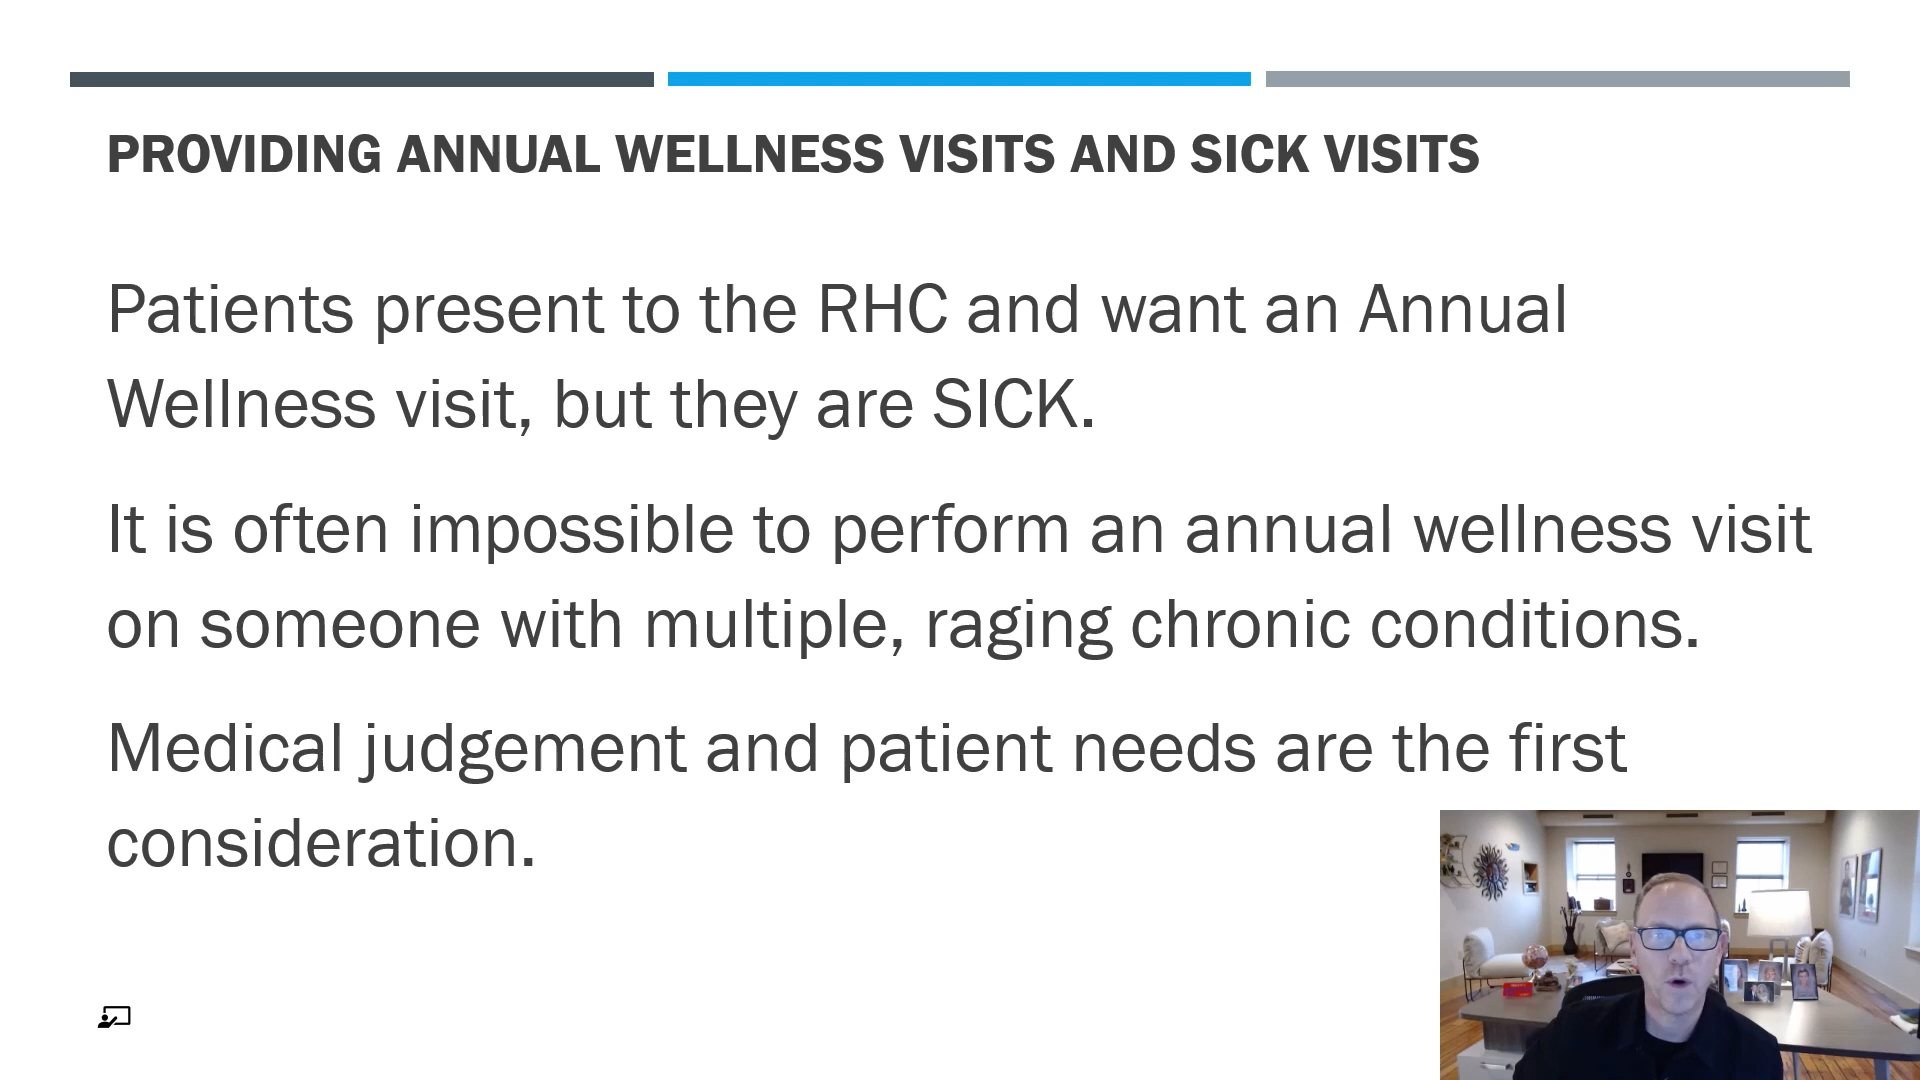 PROVIDING ANNUAL WELLNESS VISITS AND SICK VISITS
Patients present to the RHC and want an Annual
Wellness visit, but they are SICK.
It is often impossible to perform an annual wellness visit
on someone with multiple, raging chronic conditions.
Medical judgement and patient needs are the first
consideration.